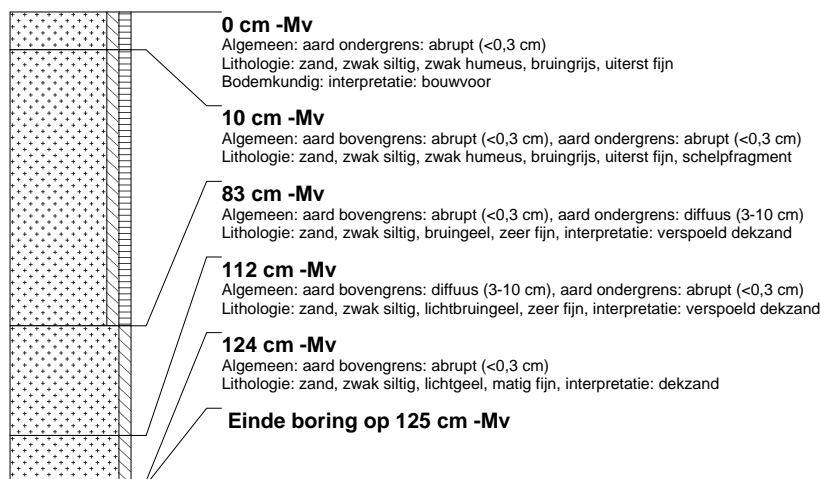 0 cm -Mv
Algemeen: aard ondergrens: abrupt (<0,3 cm)
Lithologie: zand, zwak siltig, zwak humeus, bruingrijs, uiterst fijn
Bodemkundig: interpretatie: bouwvoor
10 cm -Mv
Algemeen: aard bovengrens: abrupt (<0,3 cm), aard ondergrens: abrupt (<0,3 cm)
Lithologie: zand, zwak siltig, zwak humeus, bruingrijs, uiterst fijn, schelpfragment
83 cm -Mv
Algemeen: aard bovengrens: abrupt (<0,3 cm), aard ondergrens: diffuus (3-10 cm)
Lithologie: zand, zwak siltig, bruingeel, zeer fijn, interpretatie: verspoeld dekzand
112 cm -Mv
Algemeen: aard bovengrens: diffuus (3-10 cm), aard ondergrens: abrupt (<0,3 cm)
Lithologie: zand, zwak siltig, lichtbruingeel, zeer fijn, interpretatie: verspoeld dekzand
124 cm -Mv
Algemeen: aard bovengrens: abrupt (<0,3 cm)
Lithologie: zand, zwak siltig, lichtgeel, matig fijn, interpretatie: dekzand
Einde boring op 125 cm -Mv